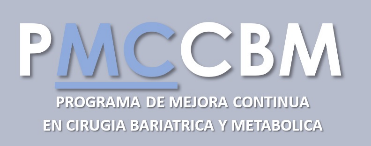 PMCCBM
PROGRAMA DE MEJORA CONTINUA
EN CIRUGIA BARIATRICA Y METABOLICA